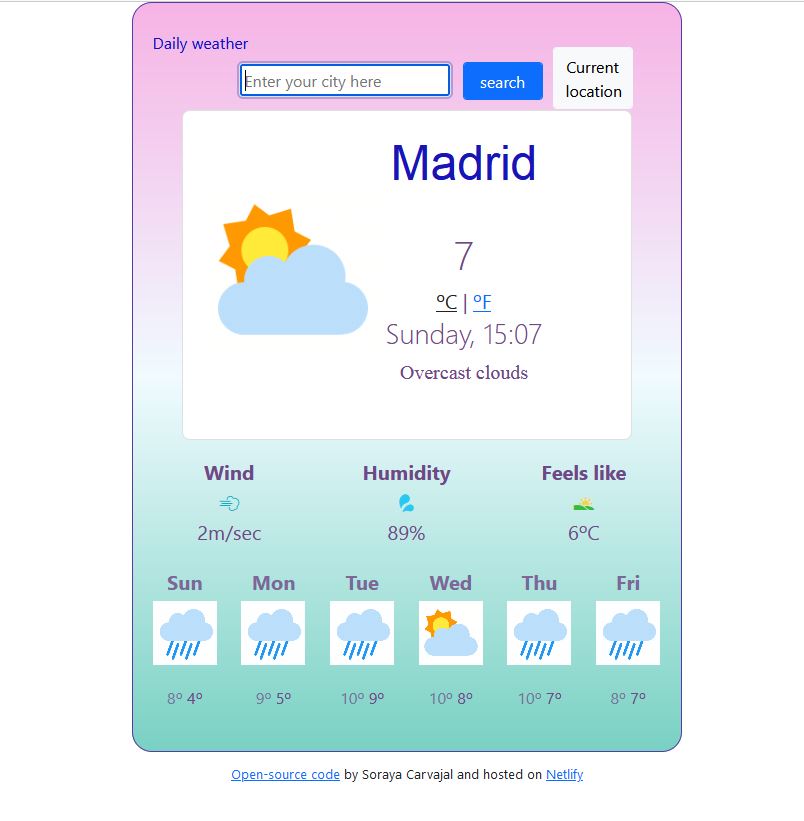 Daily weather
Enter your city here
search
Current
location
Madrid
7
ºC | ºF
Sunday, 15:07
Overcast clouds
Wind Humidity Feels like
2m/sec 89% 6ºC
Sun Mon Tue Wed Thu Fri
8º 4º 9º 5º 10º 9º 10º 8º 10º 7º 8º 7º
Open-source code by Soraya Carvajal and hosted on Netlify